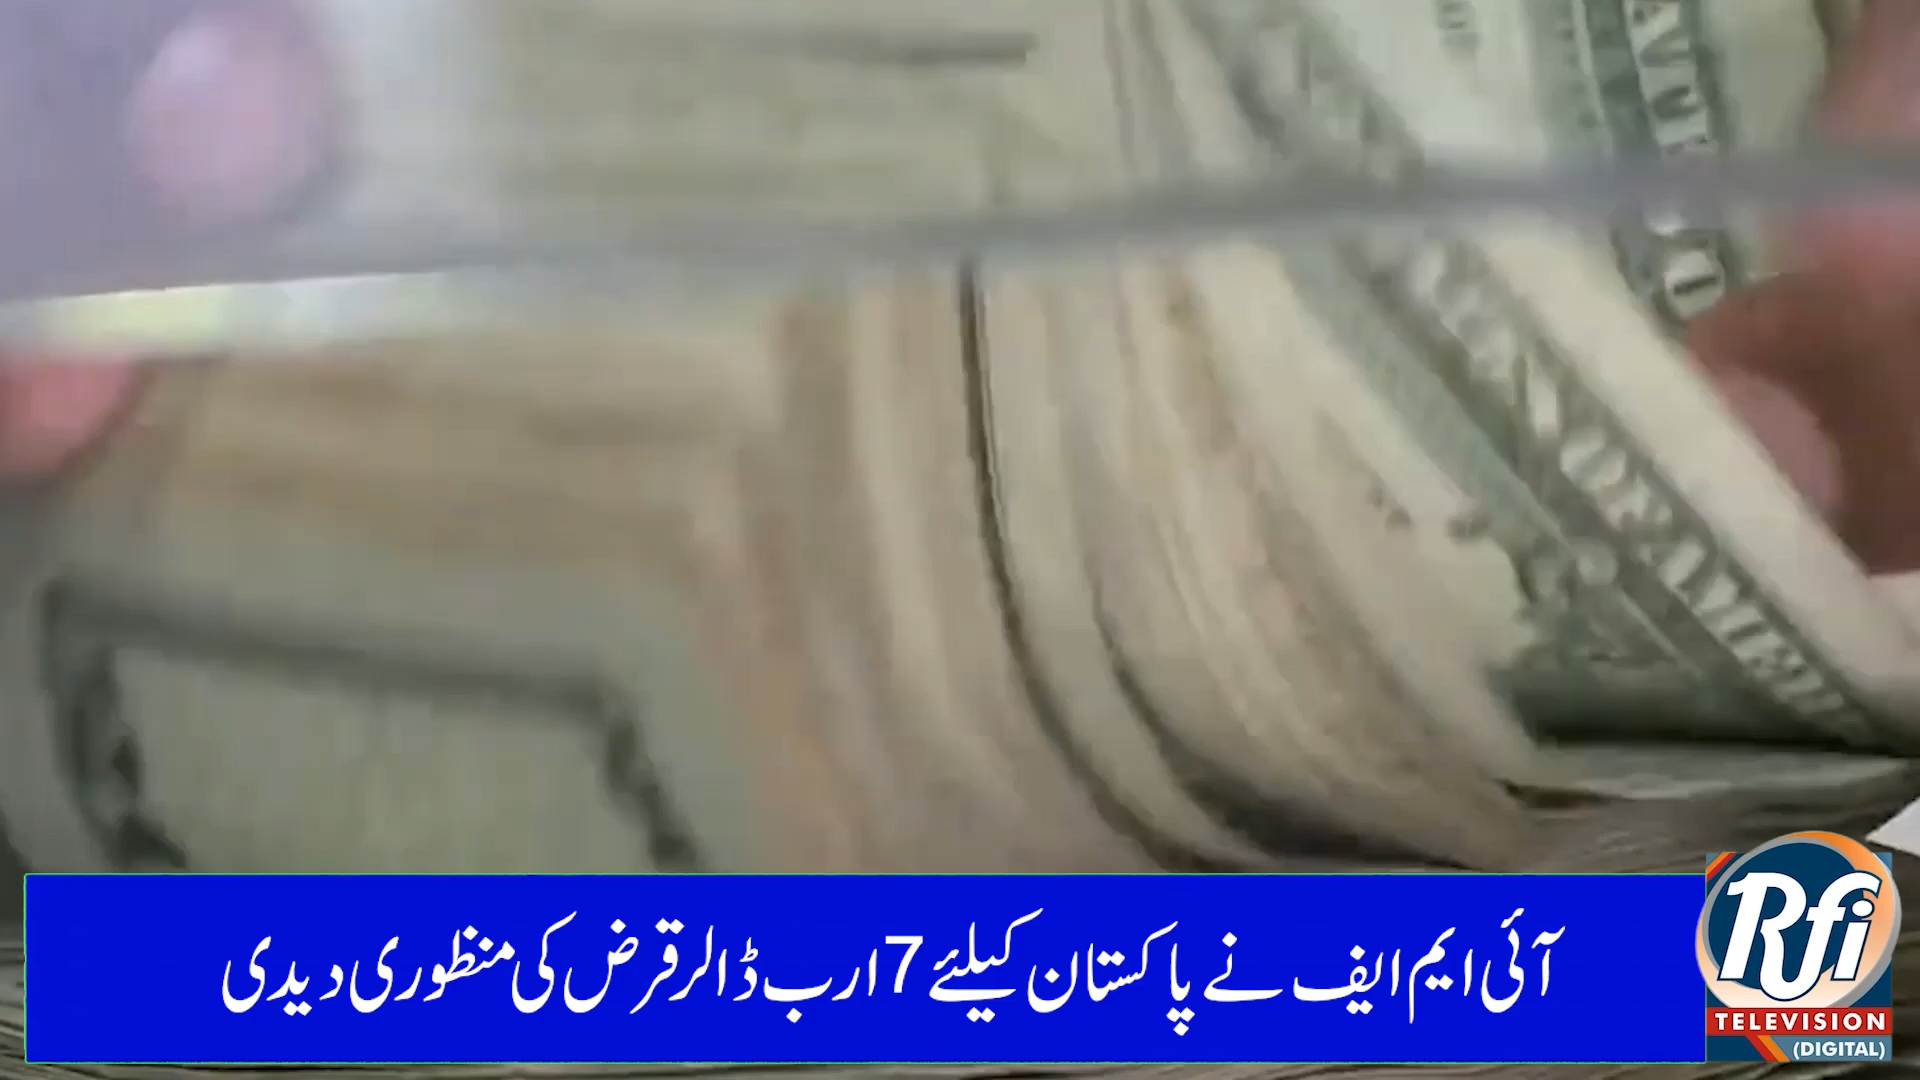 آئی ایم ایف نے پاکستان کیلئے 7 ارب ڈالر قرض کی منظوری دیدی
Rfi
TELEVISION
(DIGITAL)